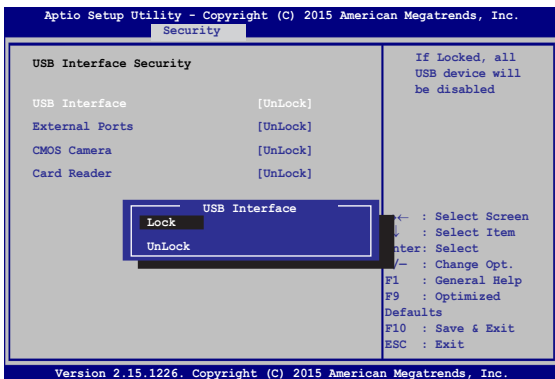 Aptio Setup Utility - Copyright (C) 2015 American Megatrends, Inc.
Security
USB Interface Security
USB Interface [UnLock]
External Ports [UnLock]
CMOS Camera [UnLock]
Card Reader [UnLock]
If Locked, all
USB device will
be disabled
USB Interface
Lock
UnLock
→← : Select Screen
↓ : Select Item
nter: Select
/— : Change Opt.
F1 : General Help
F9 : Optimized
Defaults
F10 : Save & Exit
ESC : Exit
Version 2.15.1226. Copyright (C) 2015 American Megatrends, Inc.